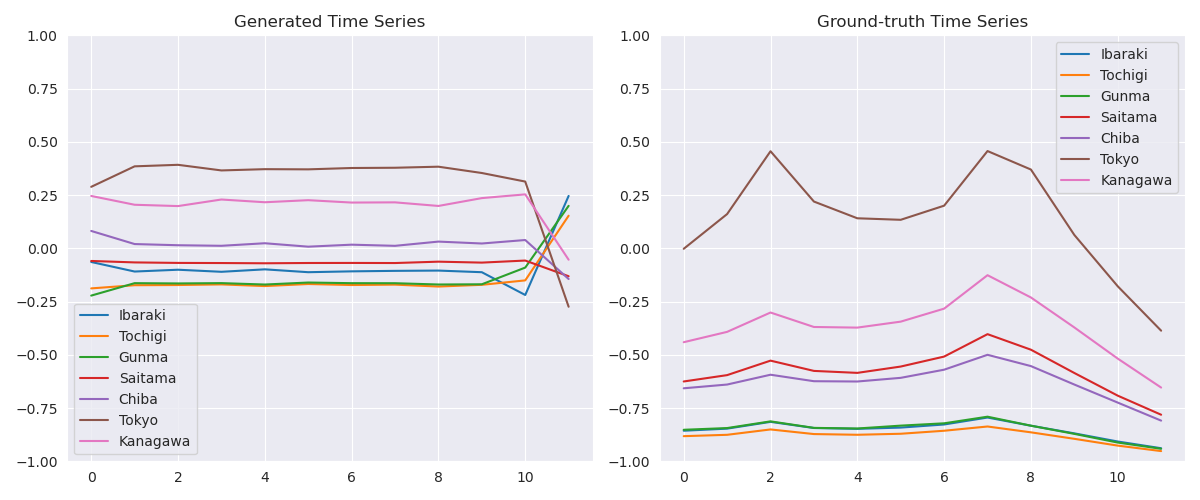 Generated Time Series
1.00
0.75
0.50
0.25
0.00
−0.25
−0.50
−0.75
−1.00
0 2 4 6 8 10
Ibaraki
Tochigi
Gunma
Saitama
Chiba
Tokyo
Kanagawa
Ground-truth Time Series
1.00
0.75
0.50
0.25
0.00
−0.25
−0.50
−0.75
−1.00
0 2 4 6 8 10
Ibaraki
Tochigi
Gunma
Saitama
Chiba
Tokyo
Kanagawa